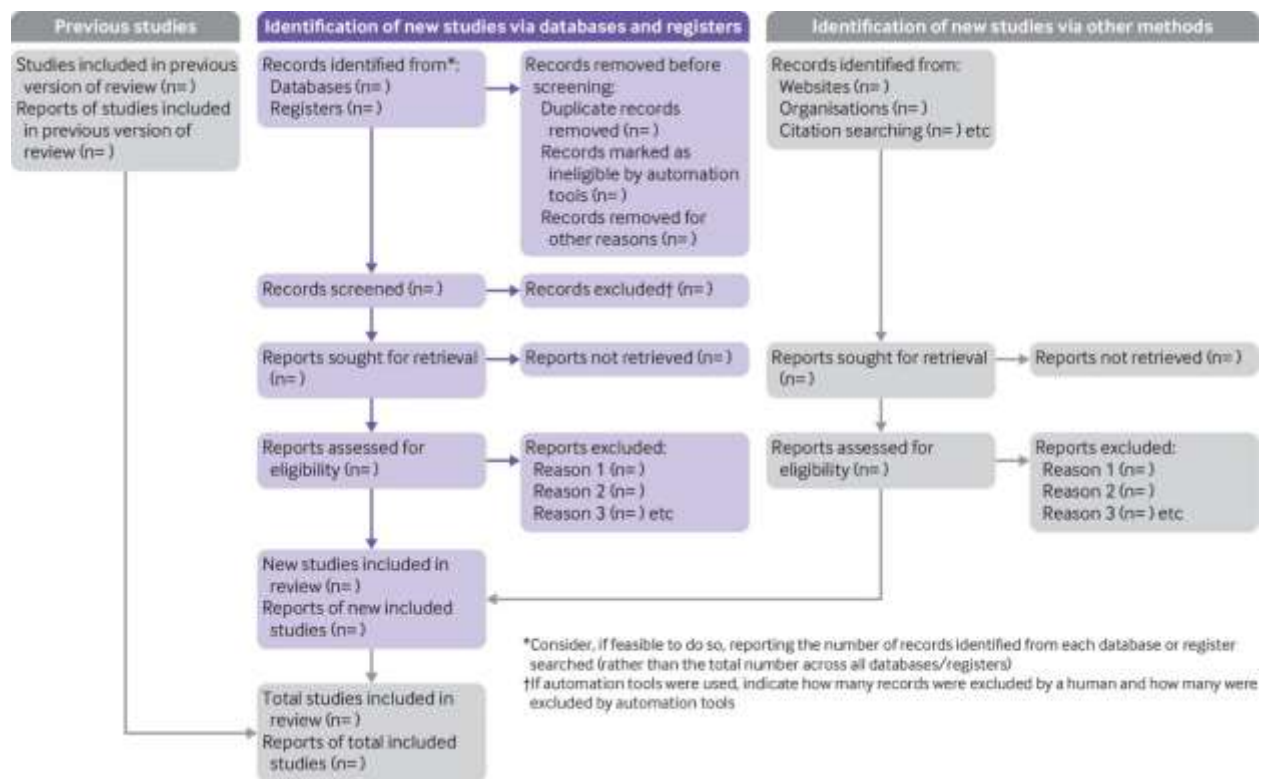 Previous studies
Identification of new studies via databases and registers
Identification of new studies via other methods
Studies included in previous
version of review (n= )
Reports of studies included
in previous version of
review (n= )
Records identified from*:
Databases (n= )
Registers (n= )
Records removed before
screening:
Duplicate records
removed (n= )
Records marked as
ineligible by automation
tools (n= )
Records removed for
other reasons (n= )
Records identified from:
Websites (n= )
Organisations (n= )
Citation searching (n= ) etc
Records screened (n= )
Records excluded† (n= )
Reports sought for retrieval
(n= )
Reports not retrieved (n= )
Reports sought for retrieval
(n= )
Reports not retrieved (n= )
Reports assessed for
eligibility (n= )
Reports excluded:
Reason 1 (n= )
Reason 2 (n= )
Reason 3 (n= ) etc
Reports assessed for
eligibility (n= )
Reports excluded:
Reason 1 (n= )
Reason 2 (n= )
Reason 3 (n= ) etc
New studies included in
review (n= )
Reports of new included
studies (n= )
*Consider, if feasible to do so, reporting the number of records identified from each database or register
searched (rather than the total number across all databases/registers)
†If automation tools were used, indicate how many records were excluded by a human and how many were
excluded by automation tools
Total studies included in
review (n= )
Reports of total included
studies (n= )